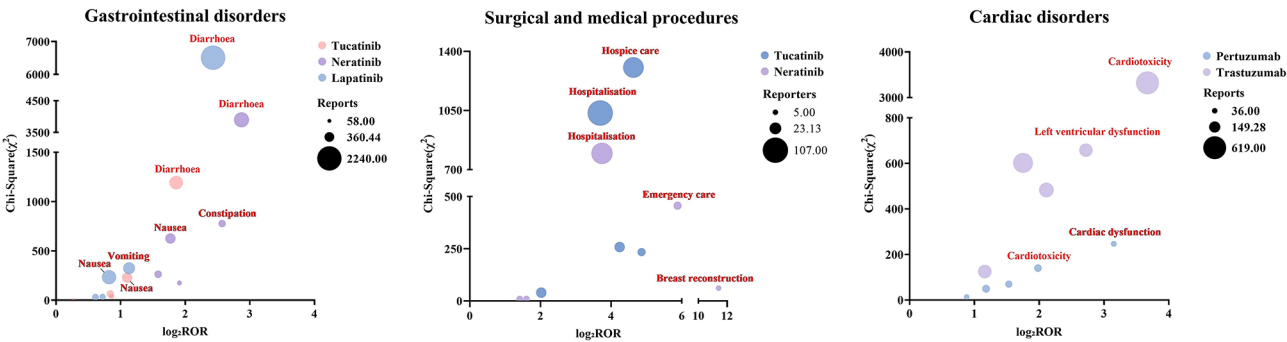 Gastrointestinal disorders
Chi-Square(χ²)
7000
6000
4500
3500
1500
1000
500
0
0
1
2
3
4
log₂ROR
Diarrhoea
Diarrhoea
Diarrhoea
Constipation
Nausea
Vomiting
Nausea
Nausea
Tucatinib
Neratinib
Lapatinib
Reports
58.00
360.44
2240.00
Surgical and medical procedures
Chi-Square(χ²)
1400
1050
700
500
250
0
0
2
4
6
10
12
log₂ROR
Hospice care
Hospitalisation
Hospitalisation
Emergency care
Breast reconstruction
Tucatinib
Neratinib
Reporters
5.00
23.13
107.00
Cardiac disorders
Chi-Square(χ²)
4000
3000
800
600
400
200
0
0
1
2
3
4
log₂ROR
Cardiotoxicity
Left ventricular dysfunction
Cardiac dysfunction
Cardiotoxicity
Pertuzumab
Trastuzumab
Reports
36.00
149.28
619.00